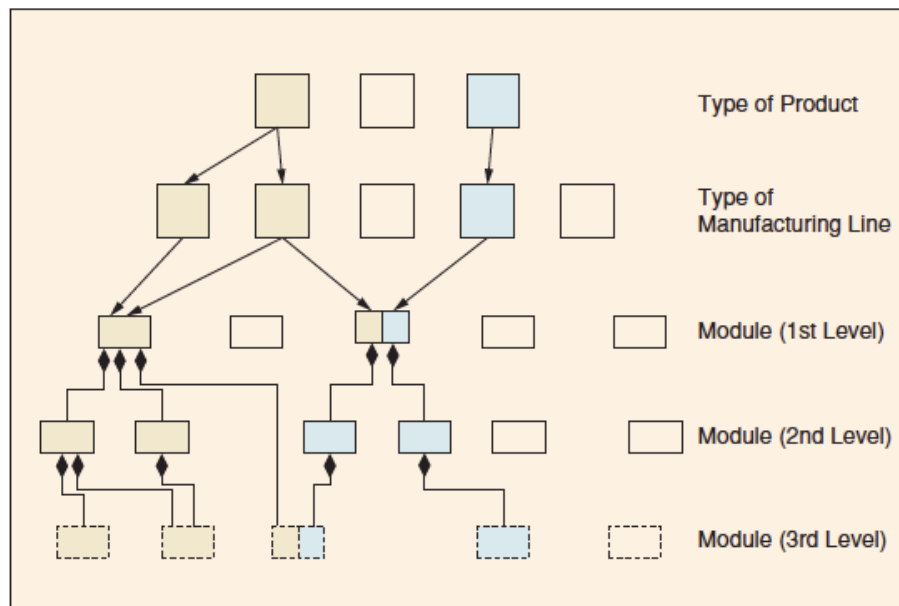 Type of Product
Type of
Manufacturing Line
Module (1st Level)
Module (2nd Level)
Module (3rd Level)